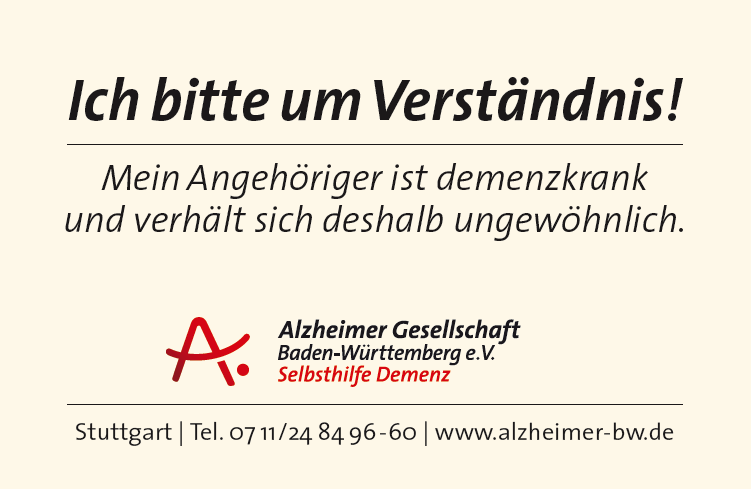 Ich bitte um Verständnis!
Mein Angehöriger ist demenzkrank
und verhält sich deshalb ungewöhnlich.
Alzheimer Gesellschaft
Baden-Württemberg e.V.
Selbsthilfe Demenz
Stuttgart | Tel. 07 11/24 84 96-60 | www.alzheimer-bw.de